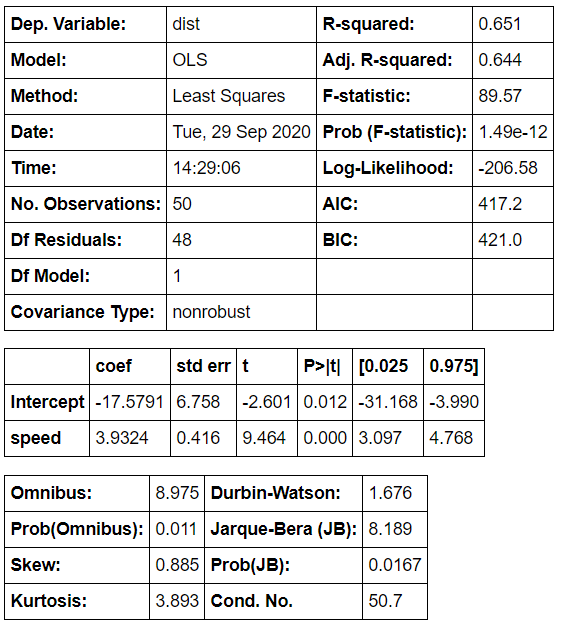 Dep. Variable: dist R-squared: 0.651
Model: OLS Adj. R-squared: 0.644
Method: Least Squares F-statistic: 89.57
Date: Tue, 29 Sep 2020 Prob (F-statistic): 1.49e-12
Time: 14:29:06 Log-Likelihood: -206.58
No. Observations: 50 AIC: 417.2
Df Residuals: 48 BIC: 421.0
Df Model: 1
Covariance Type: nonrobust
coef std err t P>|t| [0.025 0.975]
Intercept -17.5791 6.758 -2.601 0.012 -31.168 -3.990
speed 3.9324 0.416 9.464 0.000 3.097 4.768
Omnibus: 8.975 Durbin-Watson: 1.676
Prob(Omnibus): 0.011 Jarque-Bera (JB): 8.189
Skew: 0.885 Prob(JB): 0.0167
Kurtosis: 3.893 Cond. No. 50.7